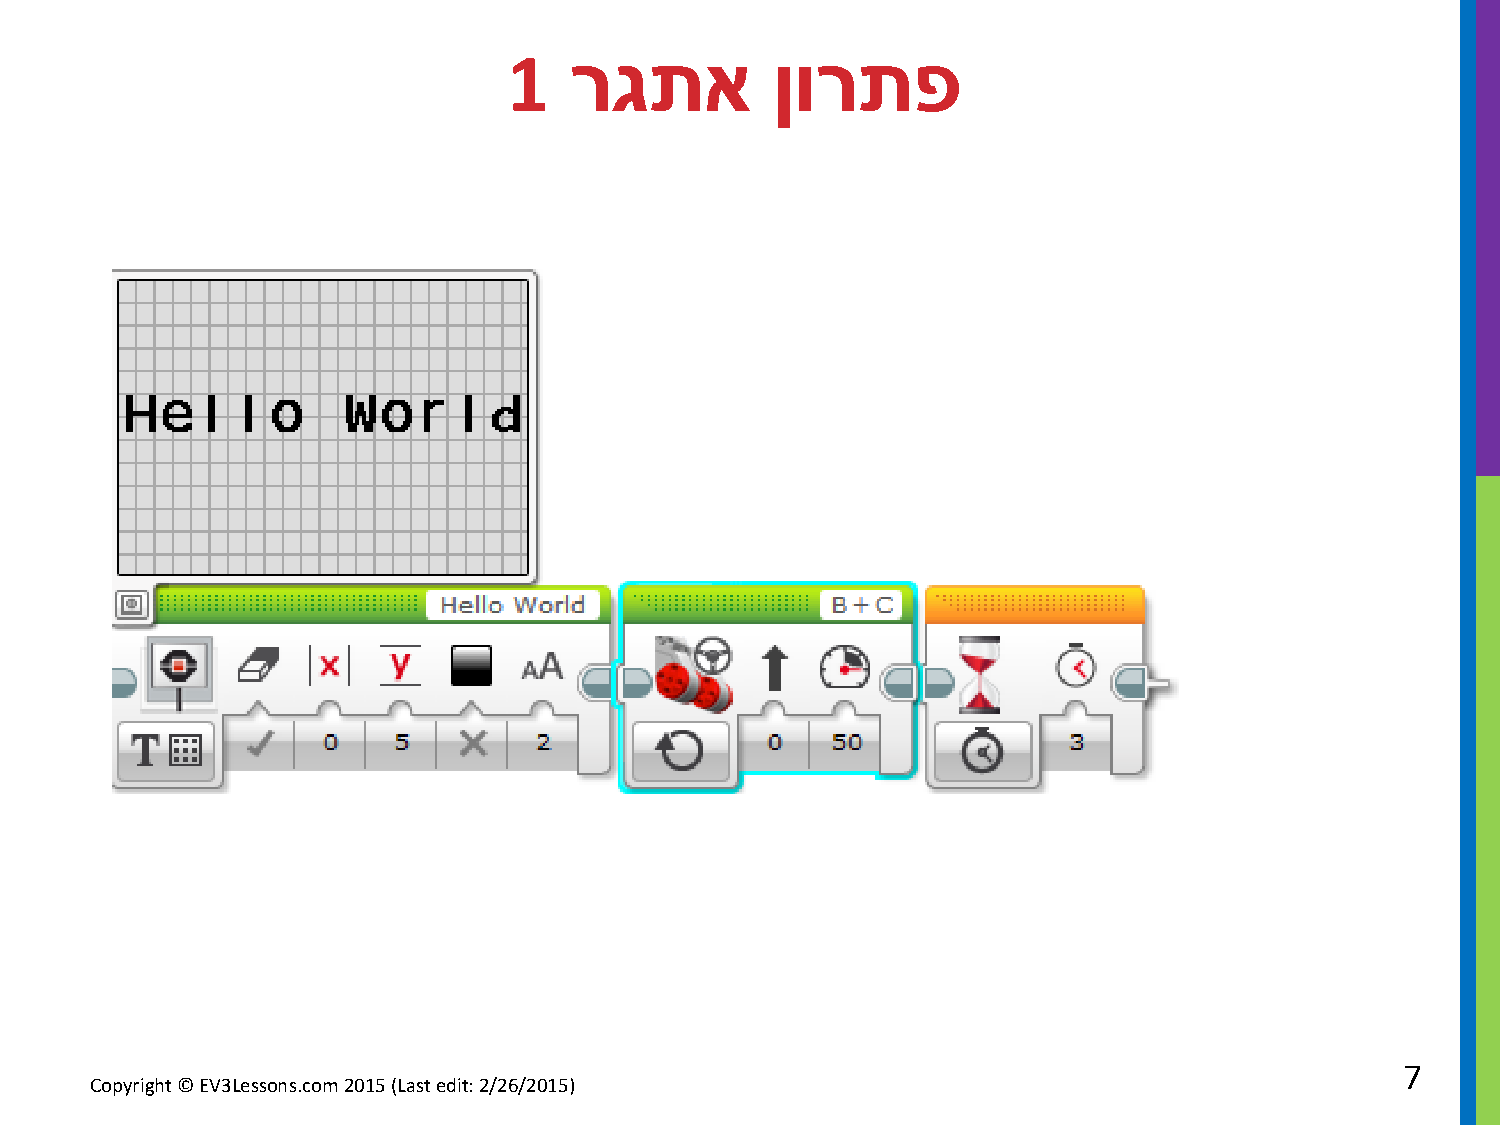 פתרון אתגר 1
Hello World
Hello World
B+C
x y AA
T 0 5 2 0 50 3
Copyright © EV3Lessons.com 2015 (Last edit: 2/26/2015)
7